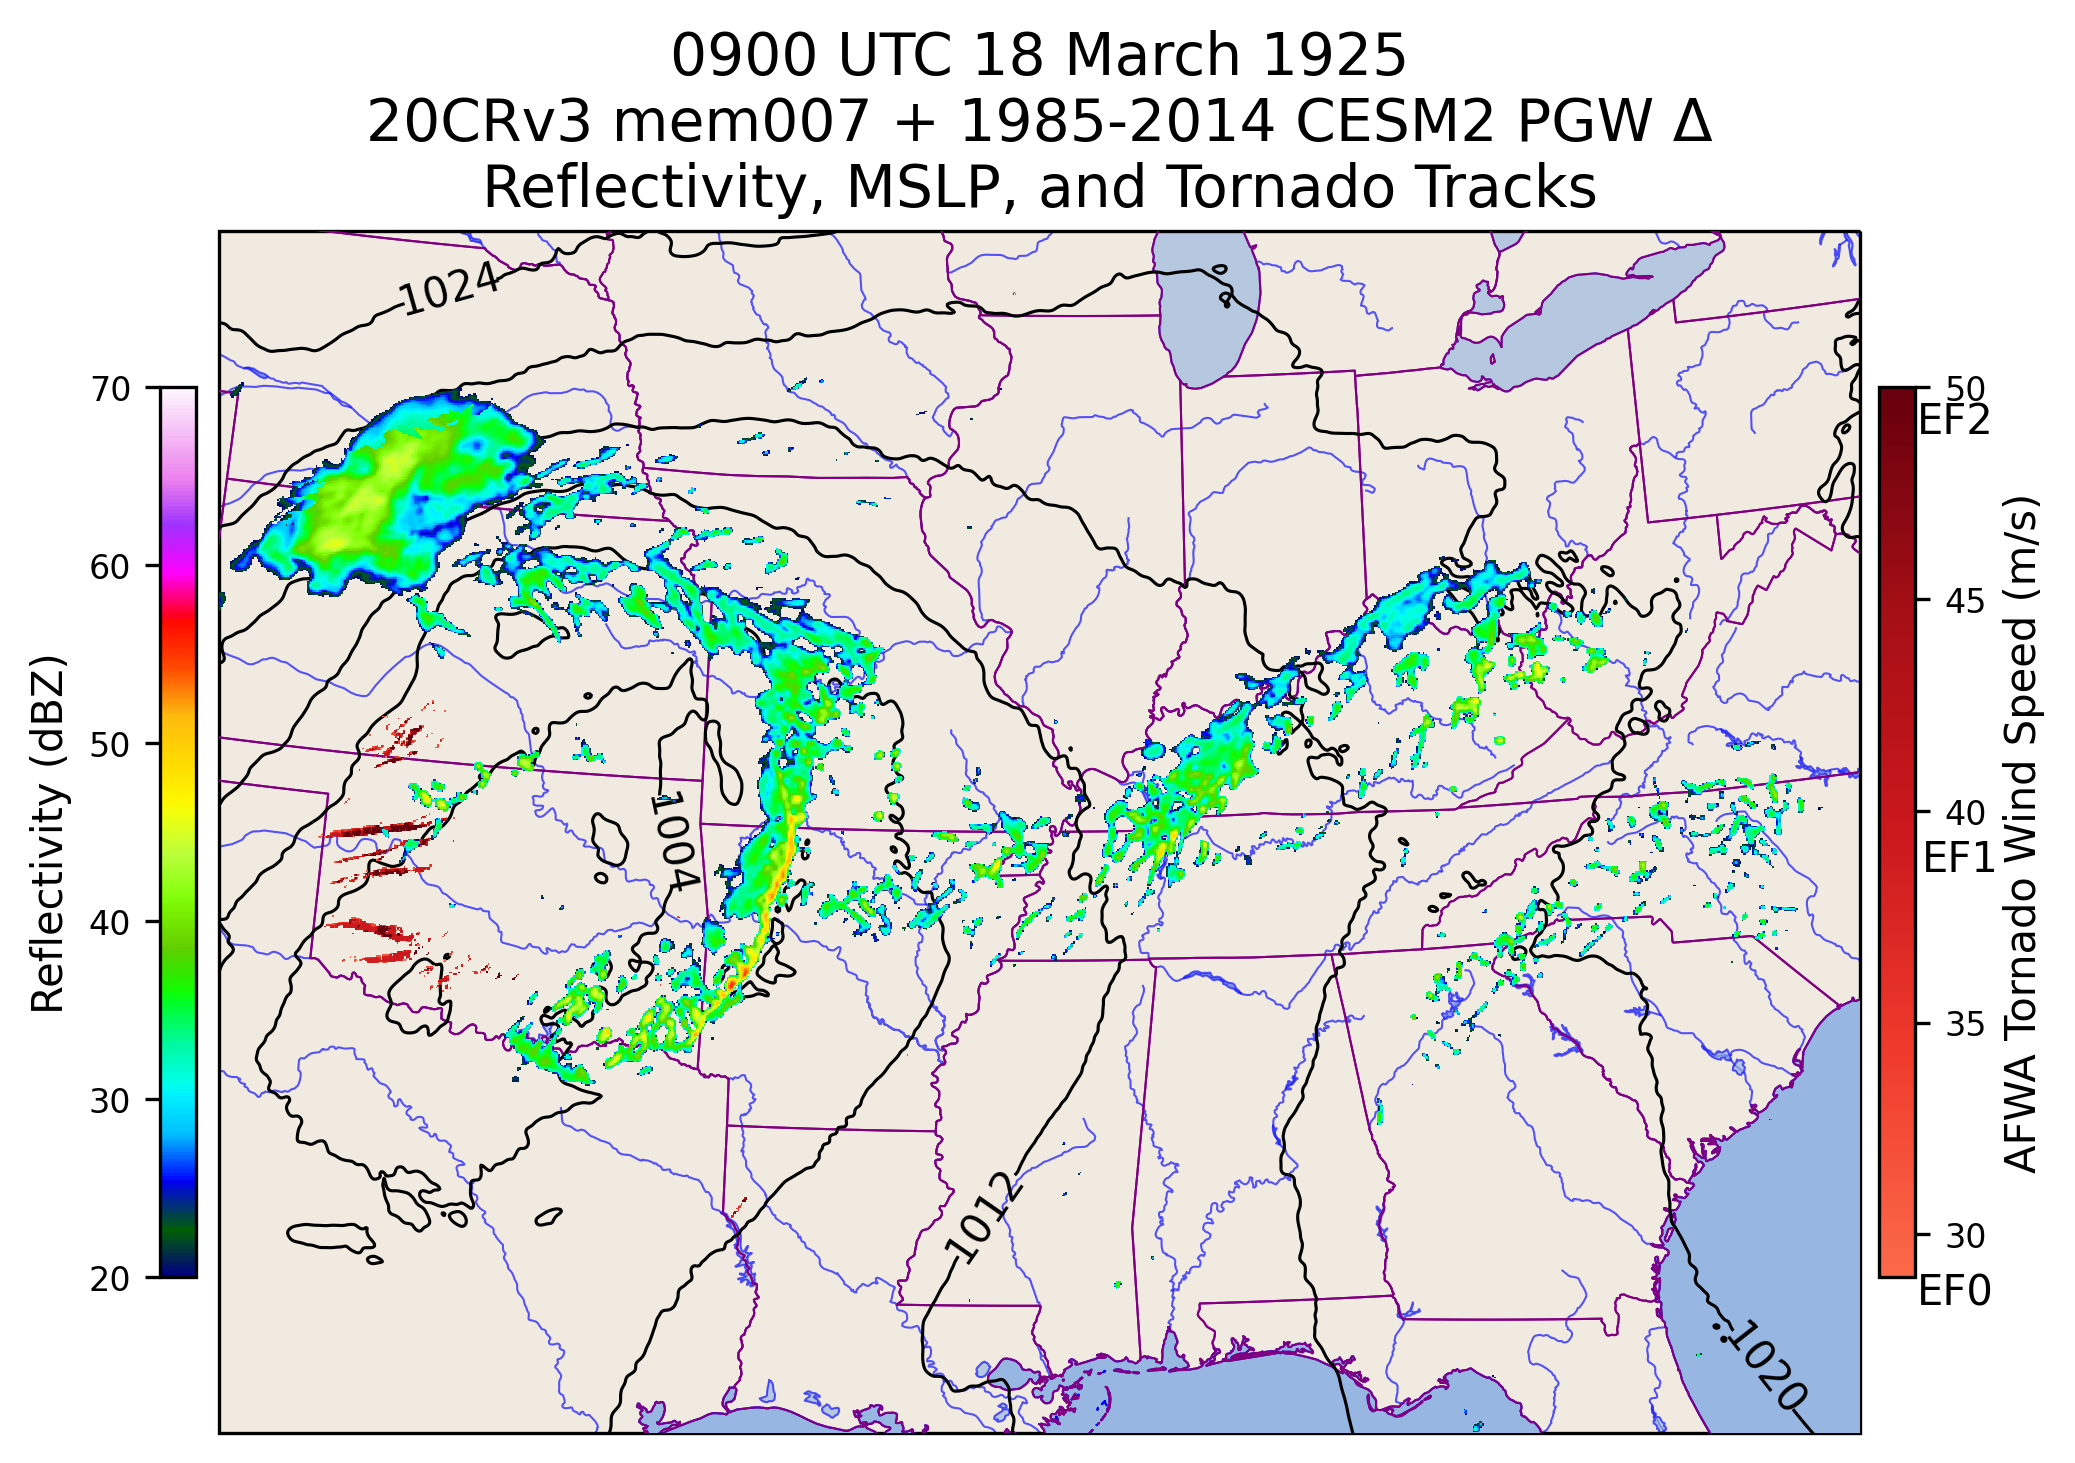 0900 UTC 18 March 1925
20CRv3 mem007 + 1985-2014 CESM2 PGW Δ
Reflectivity, MSLP, and Tornado Tracks
1024
1004
1012
1020
70
60
50
40
30
20
Reflectivity (dBZ)
50
EF2
45
40
EF1
35
30
EF0
AFWA Tornado Wind Speed (m/s)